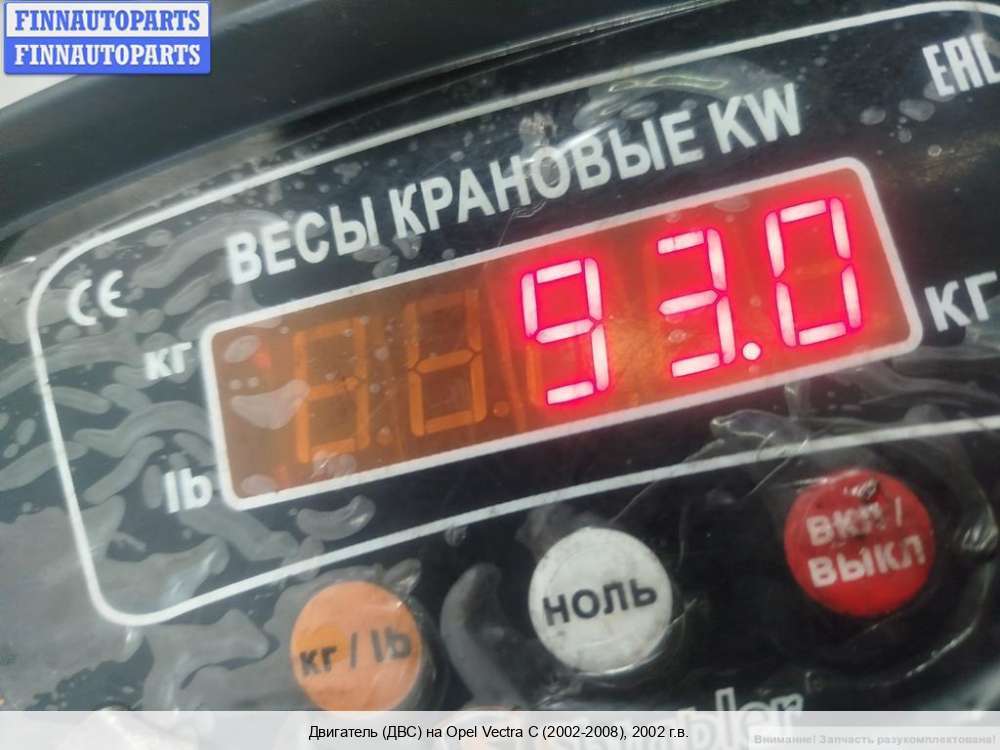 FINNAUTOPARTS
FINNAUTOPARTS
EAC
ВЕСЫ КРАНОВЫЕ KW
CE
кг
93.0
кг
lb
кг / lb
НОЛЬ
ВКЛ /
ВЫКЛ
Двигатель (ДВС) на Opel Vectra C (2002-2008), 2002 г.в.
Внимание! Запчасть разукомплектована!